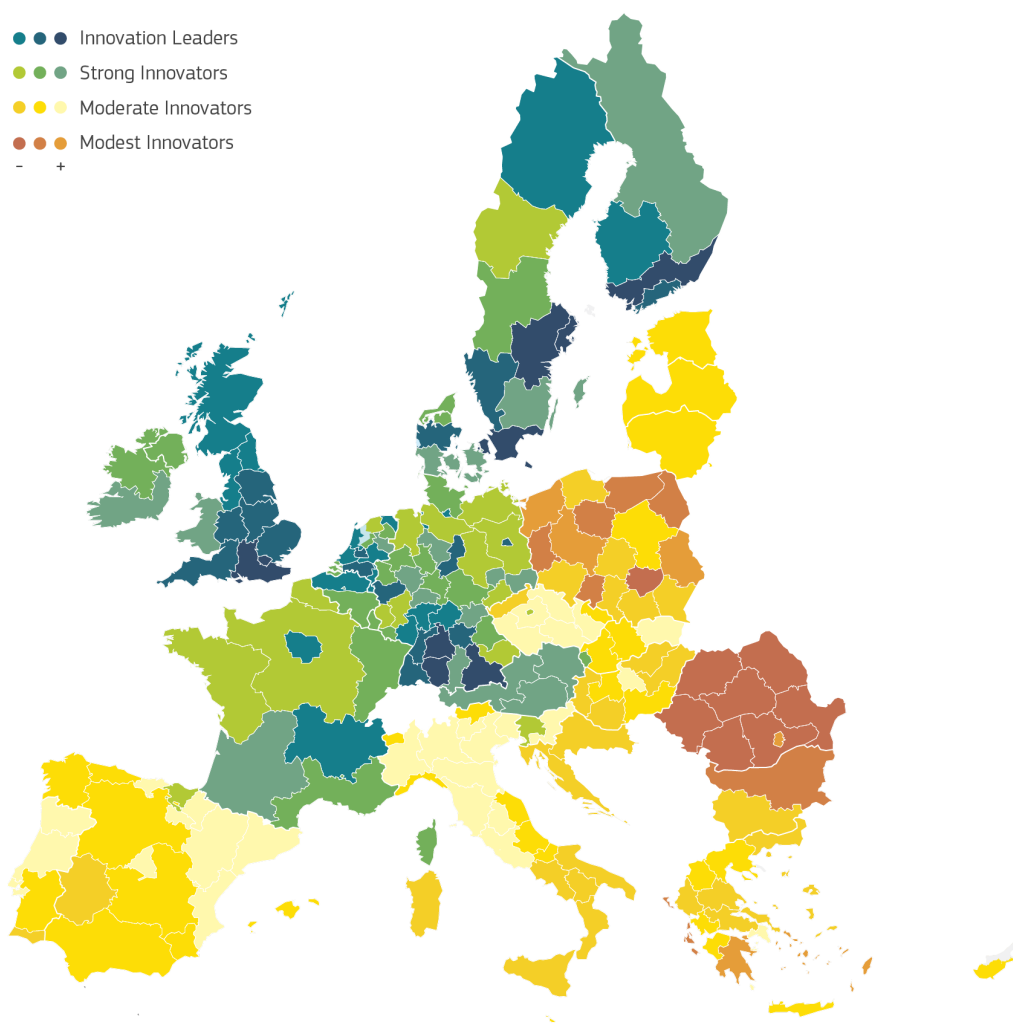 Innovation Leaders
Strong Innovators
Moderate Innovators
Modest Innovators
- +